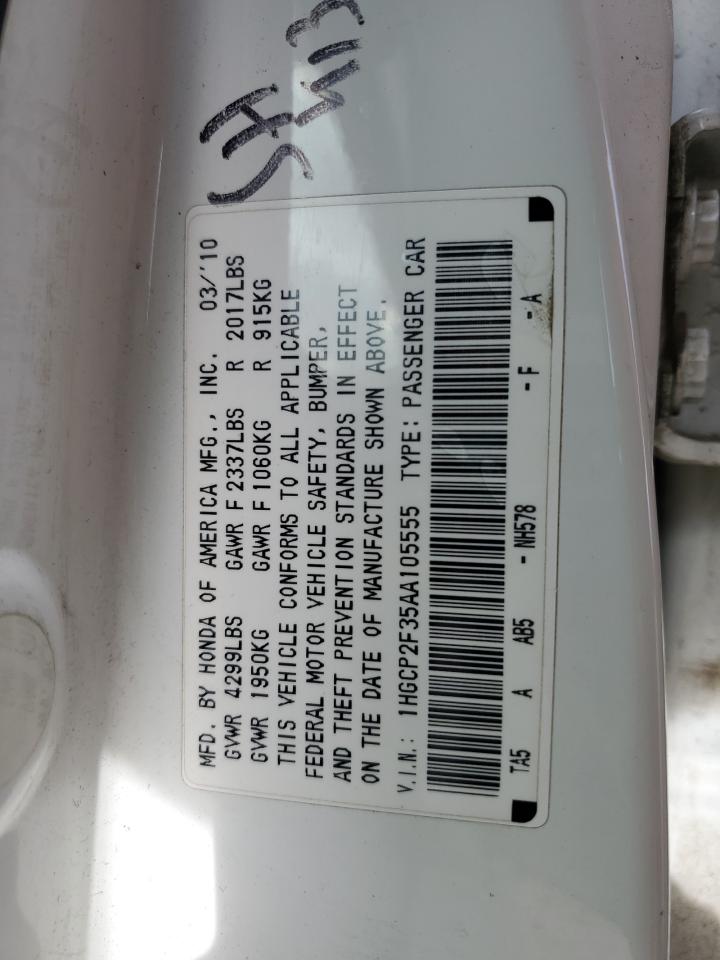 MFD. BY HONDA OF AMERICA MFG., INC. 03/'10
GVWR 4299LBS GAWR F 2337LBS R 2017LBS
GVWR 1950KG GAWR F 1060KG R 915KG
THIS VEHICLE CONFORMS TO ALL APPLICABLE
FEDERAL MOTOR VEHICLE SAFETY, BUMPER,
AND THEFT PREVENTION STANDARDS IN EFFECT
ON THE DATE OF MANUFACTURE SHOWN ABOVE.
V.I.N.: 1HGCP2F35AA105555 TYPE: PASSENGER CAR
TA5 A AB5 - NH578 - F - A